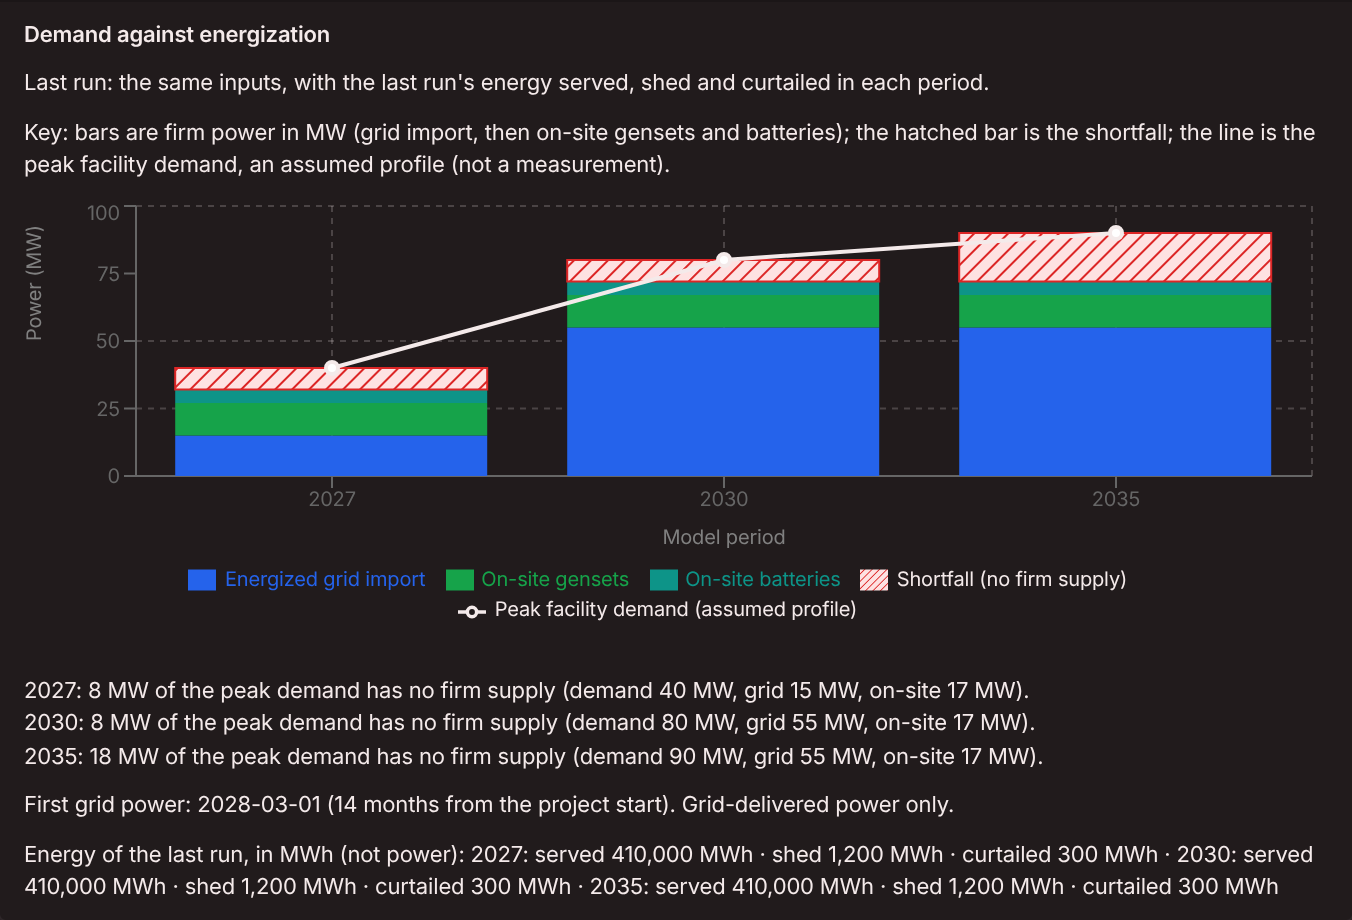 Demand against energization
Last run: the same inputs, with the last run's energy served, shed and curtailed in each period.
Key: bars are firm power in MW (grid import, then on-site gensets and batteries); the hatched bar is the shortfall; the line is the
peak facility demand, an assumed profile (not a measurement).
Power (MW)
100
75
50
25
0
2027
2030
2035
Model period
Energized grid import
On-site gensets
On-site batteries
Shortfall (no firm supply)
Peak facility demand (assumed profile)
2027: 8 MW of the peak demand has no firm supply (demand 40 MW, grid 15 MW, on-site 17 MW).
2030: 8 MW of the peak demand has no firm supply (demand 80 MW, grid 55 MW, on-site 17 MW).
2035: 18 MW of the peak demand has no firm supply (demand 90 MW, grid 55 MW, on-site 17 MW).
First grid power: 2028-03-01 (14 months from the project start). Grid-delivered power only.
Energy of the last run, in MWh (not power): 2027: served 410,000 MWh · shed 1,200 MWh · curtailed 300 MWh · 2030: served
410,000 MWh · shed 1,200 MWh · curtailed 300 MWh · 2035: served 410,000 MWh · shed 1,200 MWh · curtailed 300 MWh